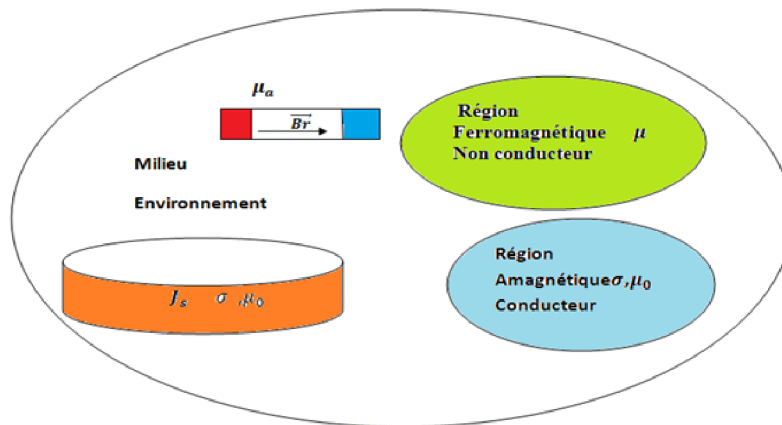 μa
Br
Milieu
Environnement
Région
Ferromagnétique μ
Non conducteur
Région
Amagnétiqueσ,μ0
Conducteur
Js σ ,μ0